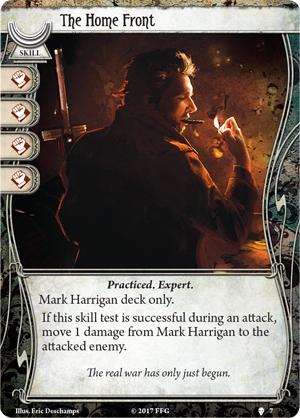 The Home Front
SKILL
Practiced. Expert.
Mark Harrigan deck only.
If this skill test is successful during an attack,
move 1 damage from Mark Harrigan to the
attacked enemy.
The real war has only just begun.
Illus. Eric Deschamps
© 2017 FFG
7